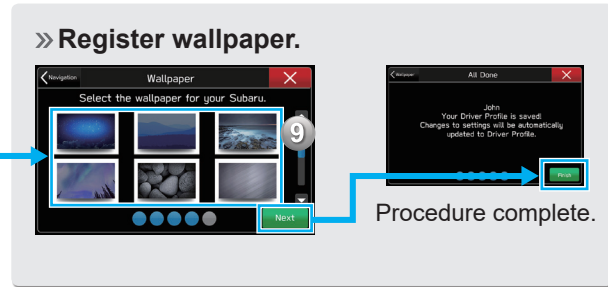 » Register wallpaper.
Navigation
Wallpaper
Select the wallpaper for your Subaru.
9
Next
Wallpaper
All Done
John
Your Driver Profile is saved!
Changes to settings will be automatically
updated to Driver Profile.
Finish
Procedure complete.